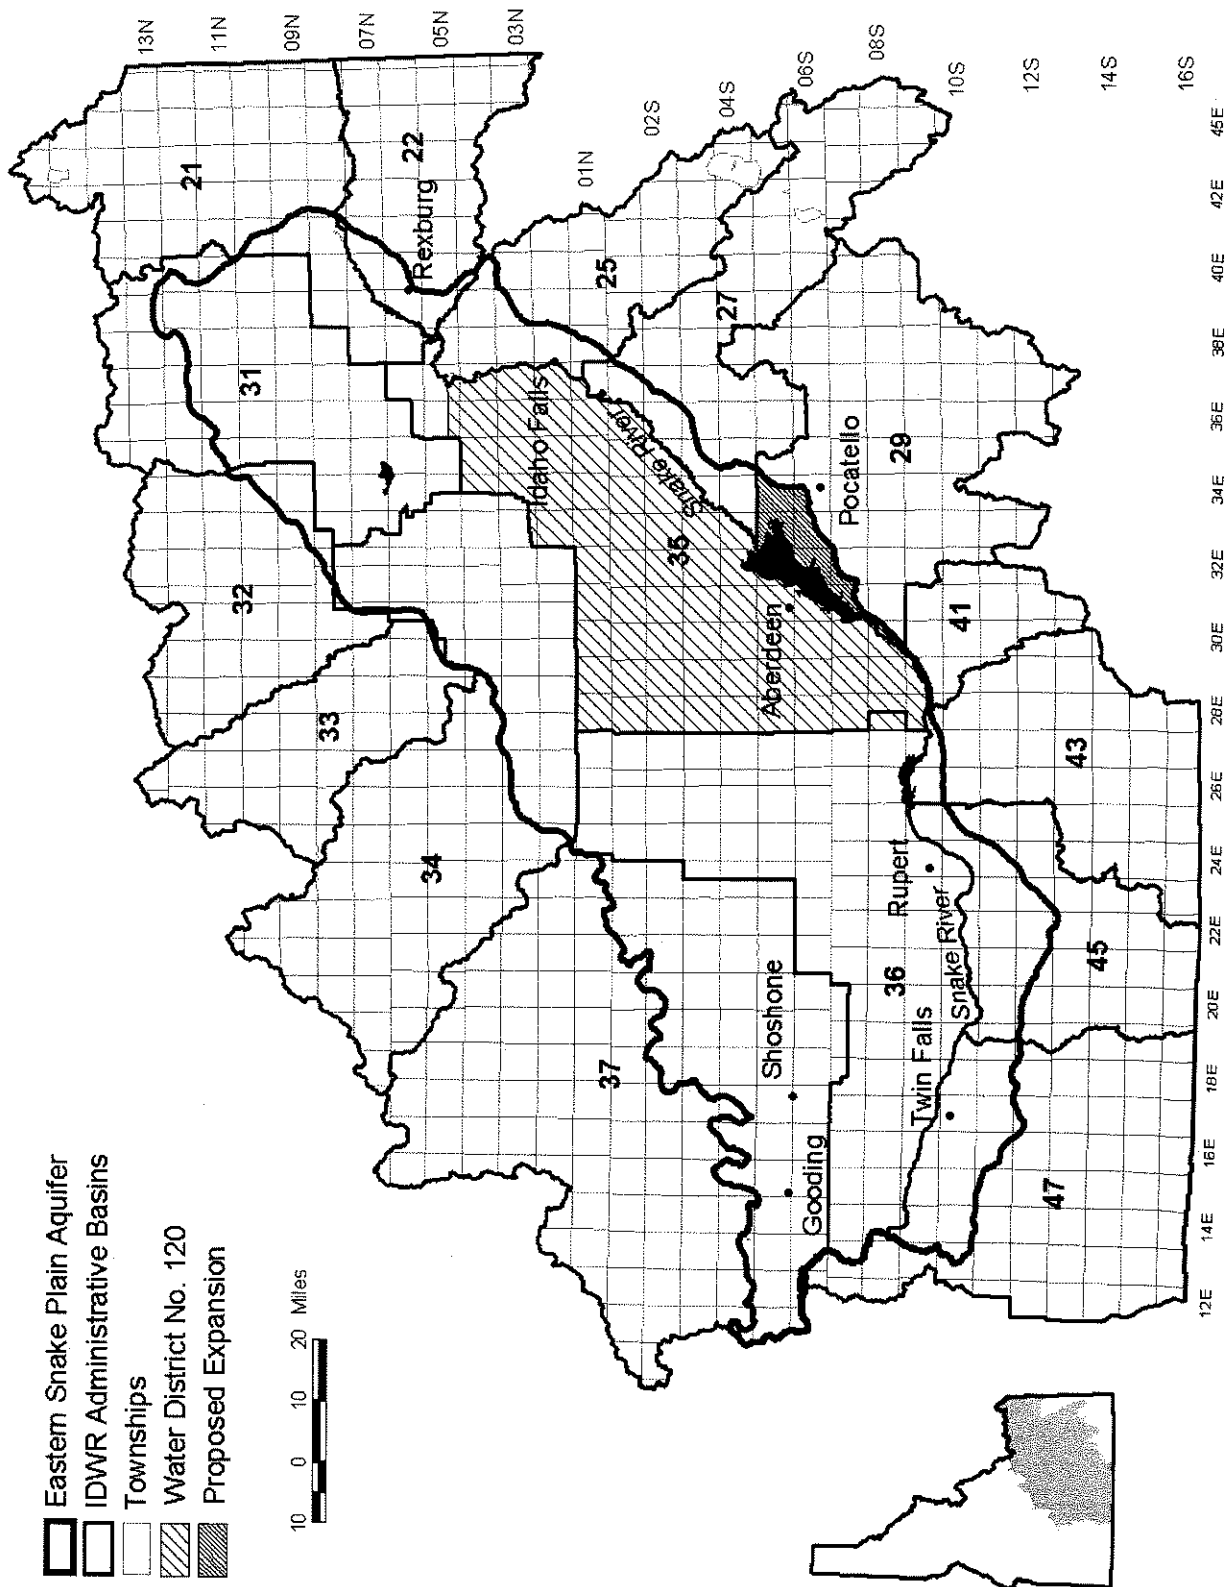 Eastern Snake Plain Aquifer
IDWR Administrative Basins
Townships
Water District No. 120
Proposed Expansion
10 0 10 20 Miles
13N
11N
09N
07N
05N
03N
01N
02S
04S
06S
08S
10S
12S
14S
16S
21
22
Rexburg
31
25
27
32
Idaho Falls
Snake River
35
Pocatello
29
33
Aberdeen
41
34
43
37
Shoshone
Rupert
36
Snake River
Twin Falls
45
Gooding
47
12E
14E
16E
18E
20E
22E
24E
26E
28E
30E
32E
34E
36E
38E
40E
42E
45E